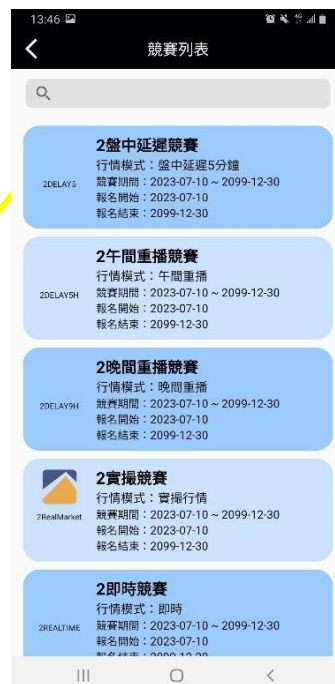 13:46
競賽列表
2盤中延遲競賽
行情模式：盤中延遲5分鐘
2DELAY5
競賽期間：2023-07-10 ~ 2099-12-30
報名開始：2023-07-10
報名結束：2099-12-30
2午間重播競賽
行情模式：午間重播
2DELAY5H
競賽期間：2023-07-10 ~ 2099-12-30
報名開始：2023-07-10
報名結束：2099-12-30
2晚間重播競賽
行情模式：晚間重播
2DELAY9H
競賽期間：2023-07-10 ~ 2099-12-30
報名開始：2023-07-10
報名結束：2099-12-30
2實撮競賽
行情模式：實撮行情
2RealMarket
競賽期間：2023-07-10 ~ 2099-12-30
報名開始：2023-07-10
報名結束：2099-12-30
2即時競賽
行情模式：即時
2REALTIME
競賽期間：2023-07-10 ~ 2099-12-30
報名開始：2023-07-10
報名結束：2099-12-30